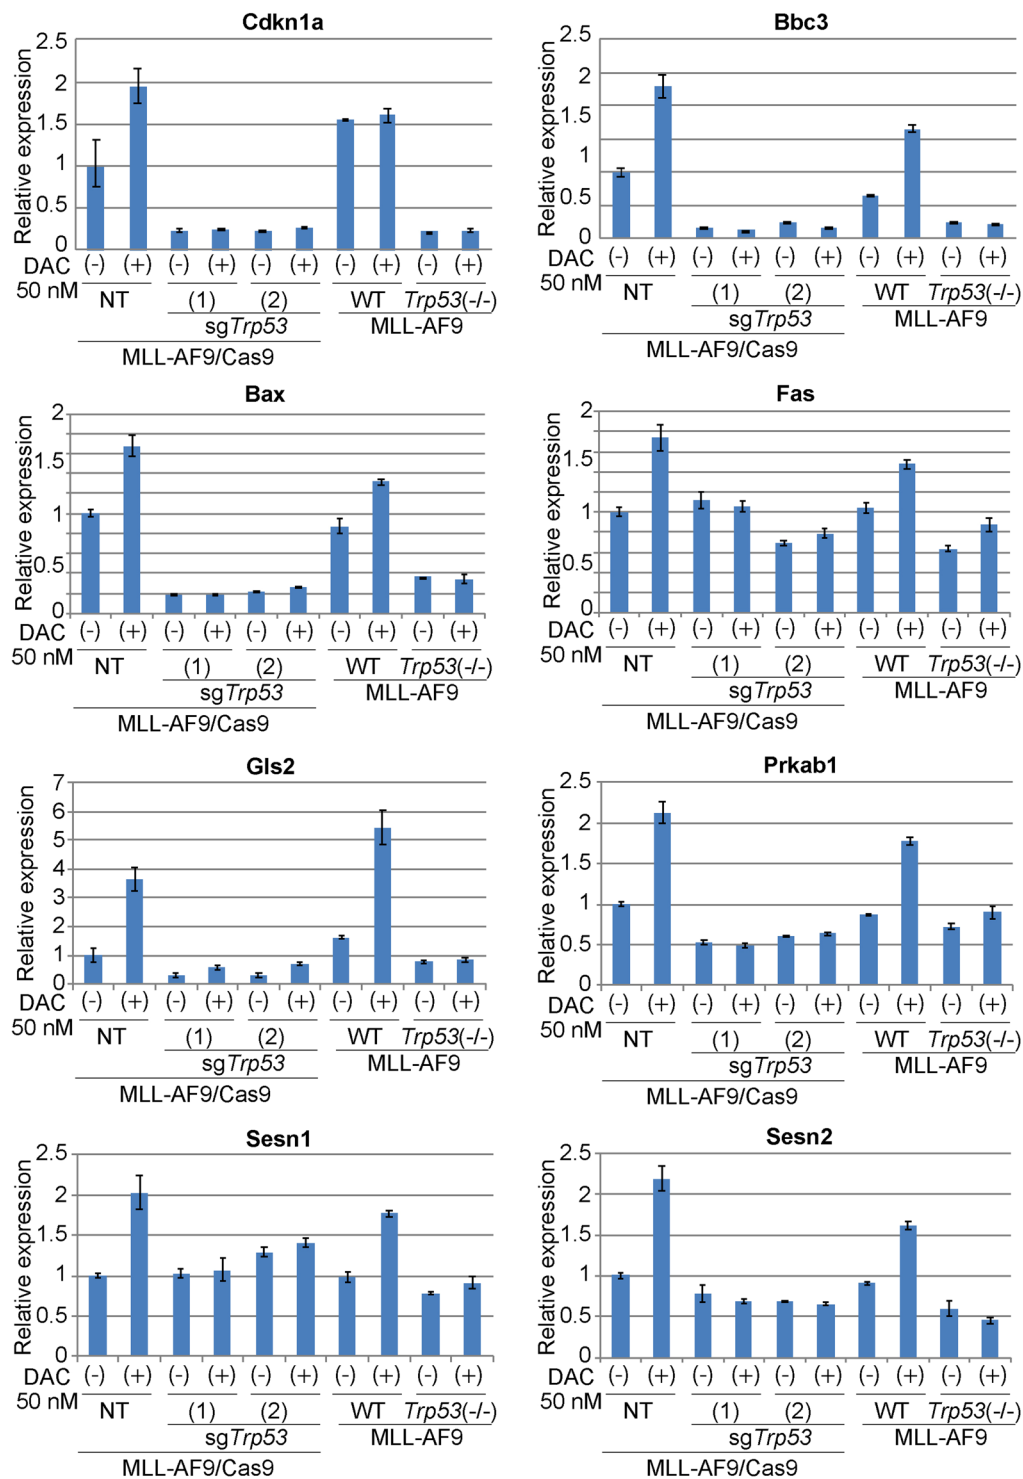 Cdkn1a
Relative expression
2.5
2
1.5
1
0.5
0
DAC (-) (+) (-) (+) (-) (+) (-) (+) (-) (+)
50 nM
NT (1) (2) WT Trp53(-/-)
sgTrp53 MLL-AF9
MLL-AF9/Cas9
Bbc3
Relative expression
2.5
2
1.5
1
0.5
0
DAC (-) (+) (-) (+) (-) (+) (-) (+) (-) (+)
50 nM
NT (1) (2) WT Trp53(-/-)
sgTrp53 MLL-AF9
MLL-AF9/Cas9
Bax
Relative expression
2
1.5
1
0.5
0
DAC (-) (+) (-) (+) (-) (+) (-) (+) (-) (+)
50 nM
NT (1) (2) WT Trp53(-/-)
sgTrp53 MLL-AF9
MLL-AF9/Cas9
Fas
Relative expression
2
1.5
1
0.5
0
DAC (-) (+) (-) (+) (-) (+) (-) (+) (-) (+)
50 nM
NT (1) (2) WT Trp53(-/-)
sgTrp53 MLL-AF9
MLL-AF9/Cas9
Gls2
Relative expression
7
6
5
4
3
2
1
0
DAC (-) (+) (-) (+) (-) (+) (-) (+) (-) (+)
50 nM
NT (1) (2) WT Trp53(-/-)
sgTrp53 MLL-AF9
MLL-AF9/Cas9
Prkab1
Relative expression
2.5
2
1.5
1
0.5
0
DAC (-) (+) (-) (+) (-) (+) (-) (+) (-) (+)
50 nM
NT (1) (2) WT Trp53(-/-)
sgTrp53 MLL-AF9
MLL-AF9/Cas9
Sesn1
Relative expression
2.5
2
1.5
1
0.5
0
DAC (-) (+) (-) (+) (-) (+) (-) (+) (-) (+)
50 nM
NT (1) (2) WT Trp53(-/-)
sgTrp53 MLL-AF9
MLL-AF9/Cas9
Sesn2
Relative expression
2.5
2
1.5
1
0.5
0
DAC (-) (+) (-) (+) (-) (+) (-) (+) (-) (+)
50 nM
NT (1) (2) WT Trp53(-/-)
sgTrp53 MLL-AF9
MLL-AF9/Cas9